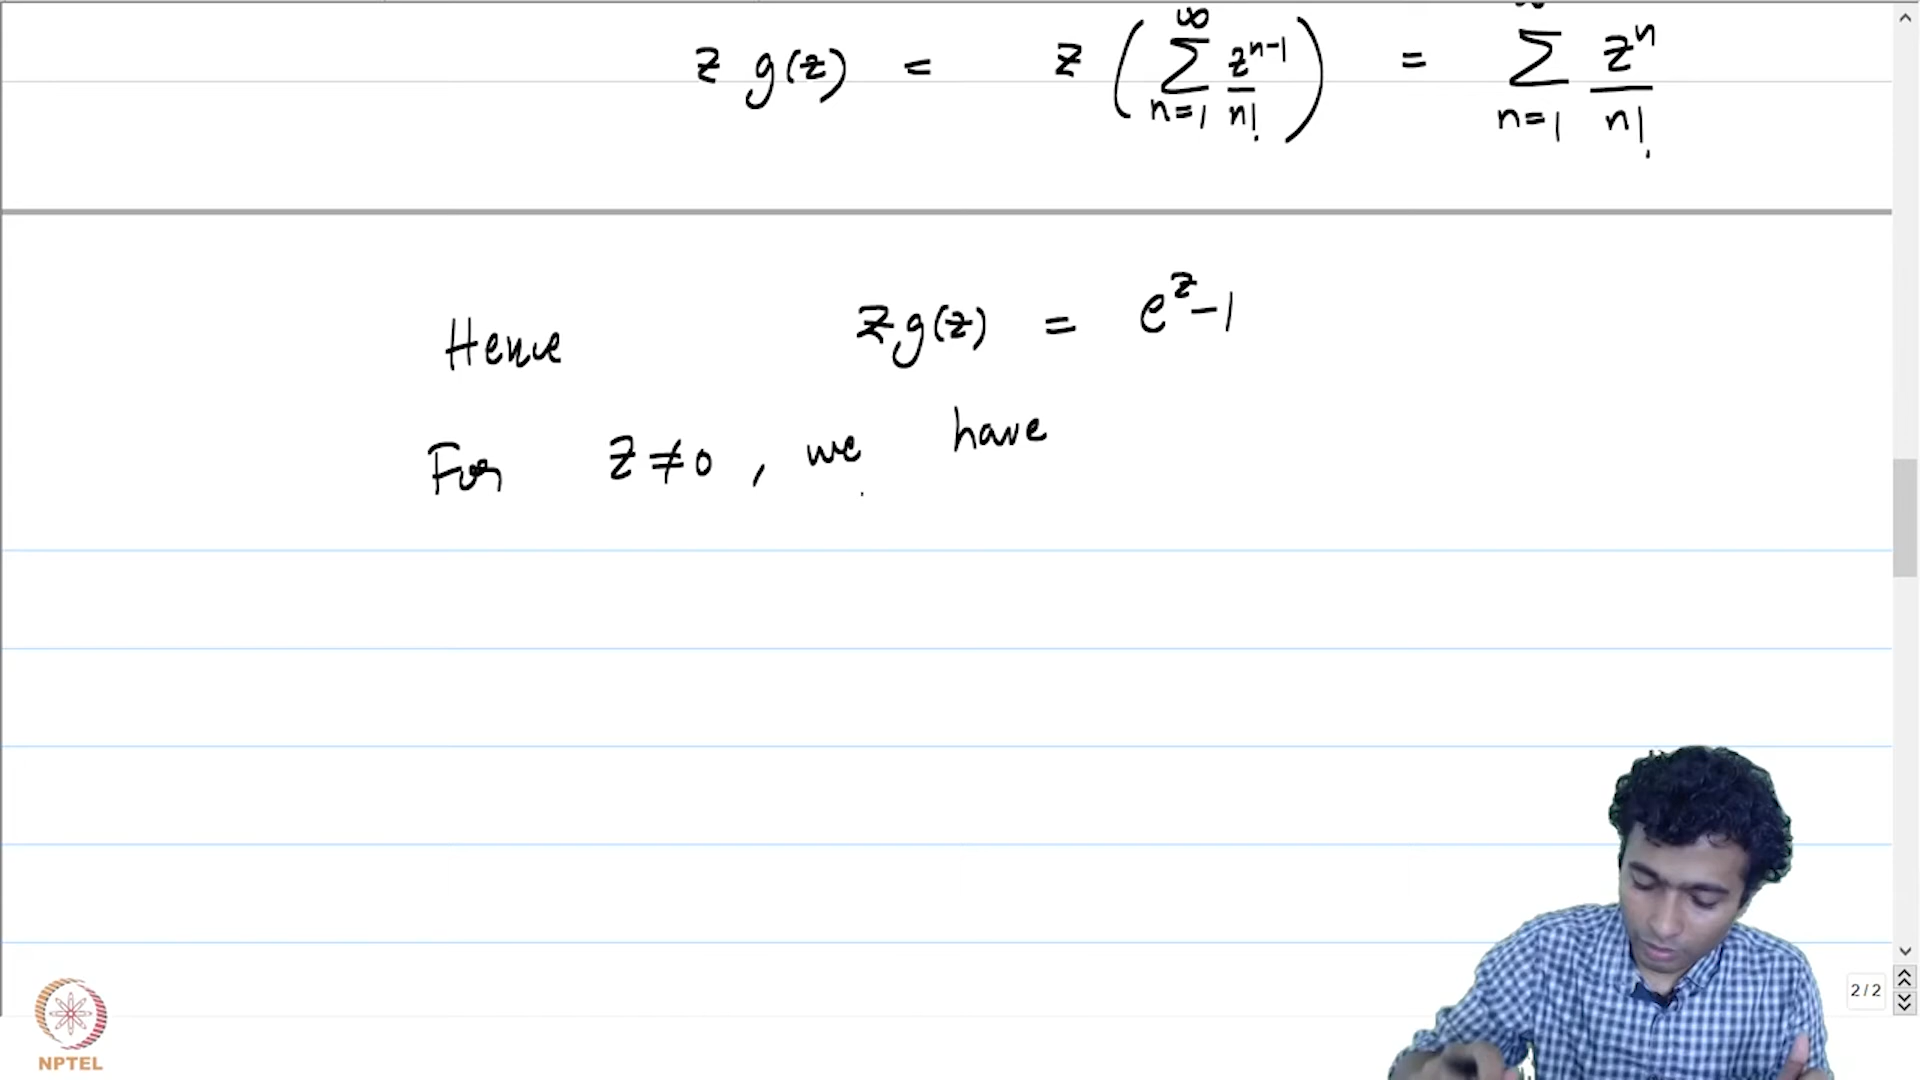 z g(z) = z ( ∑_{n=1}^{∞} z^{n-1}/n! ) = ∑_{n=1}^{∞} z^n/n!
Hence z g(z) = e^z - 1
For z ≠ 0, we have
2 / 2
NPTEL